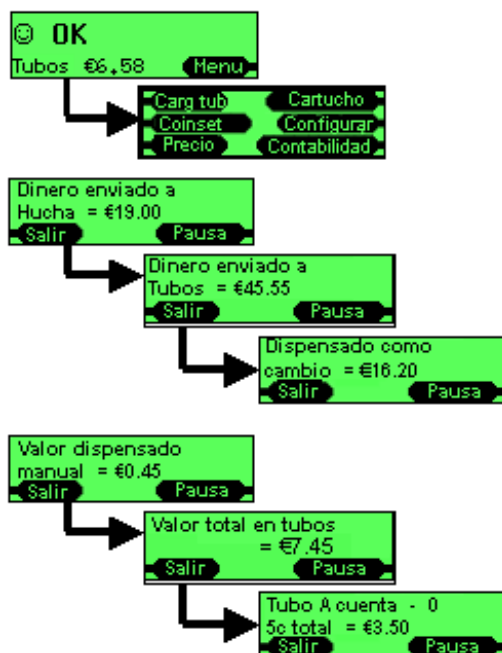 ☺ OK
Tubos €6.58 Menu
Carg tub Cartucho
Coinset Configurar
Precio Contabilidad
Dinero enviado a
Hucha = €19.00
Salir Pausa
Dinero enviado a
Tubos = €45.55
Salir Pausa
Dispensado como
cambio = €16.20
Salir Pausa
Valor dispensado
manual = €0.45
Salir Pausa
Valor total en tubos
= €7.45
Salir Pausa
Tubo A cuenta - 0
5c total = €3.50
Salir Pausa